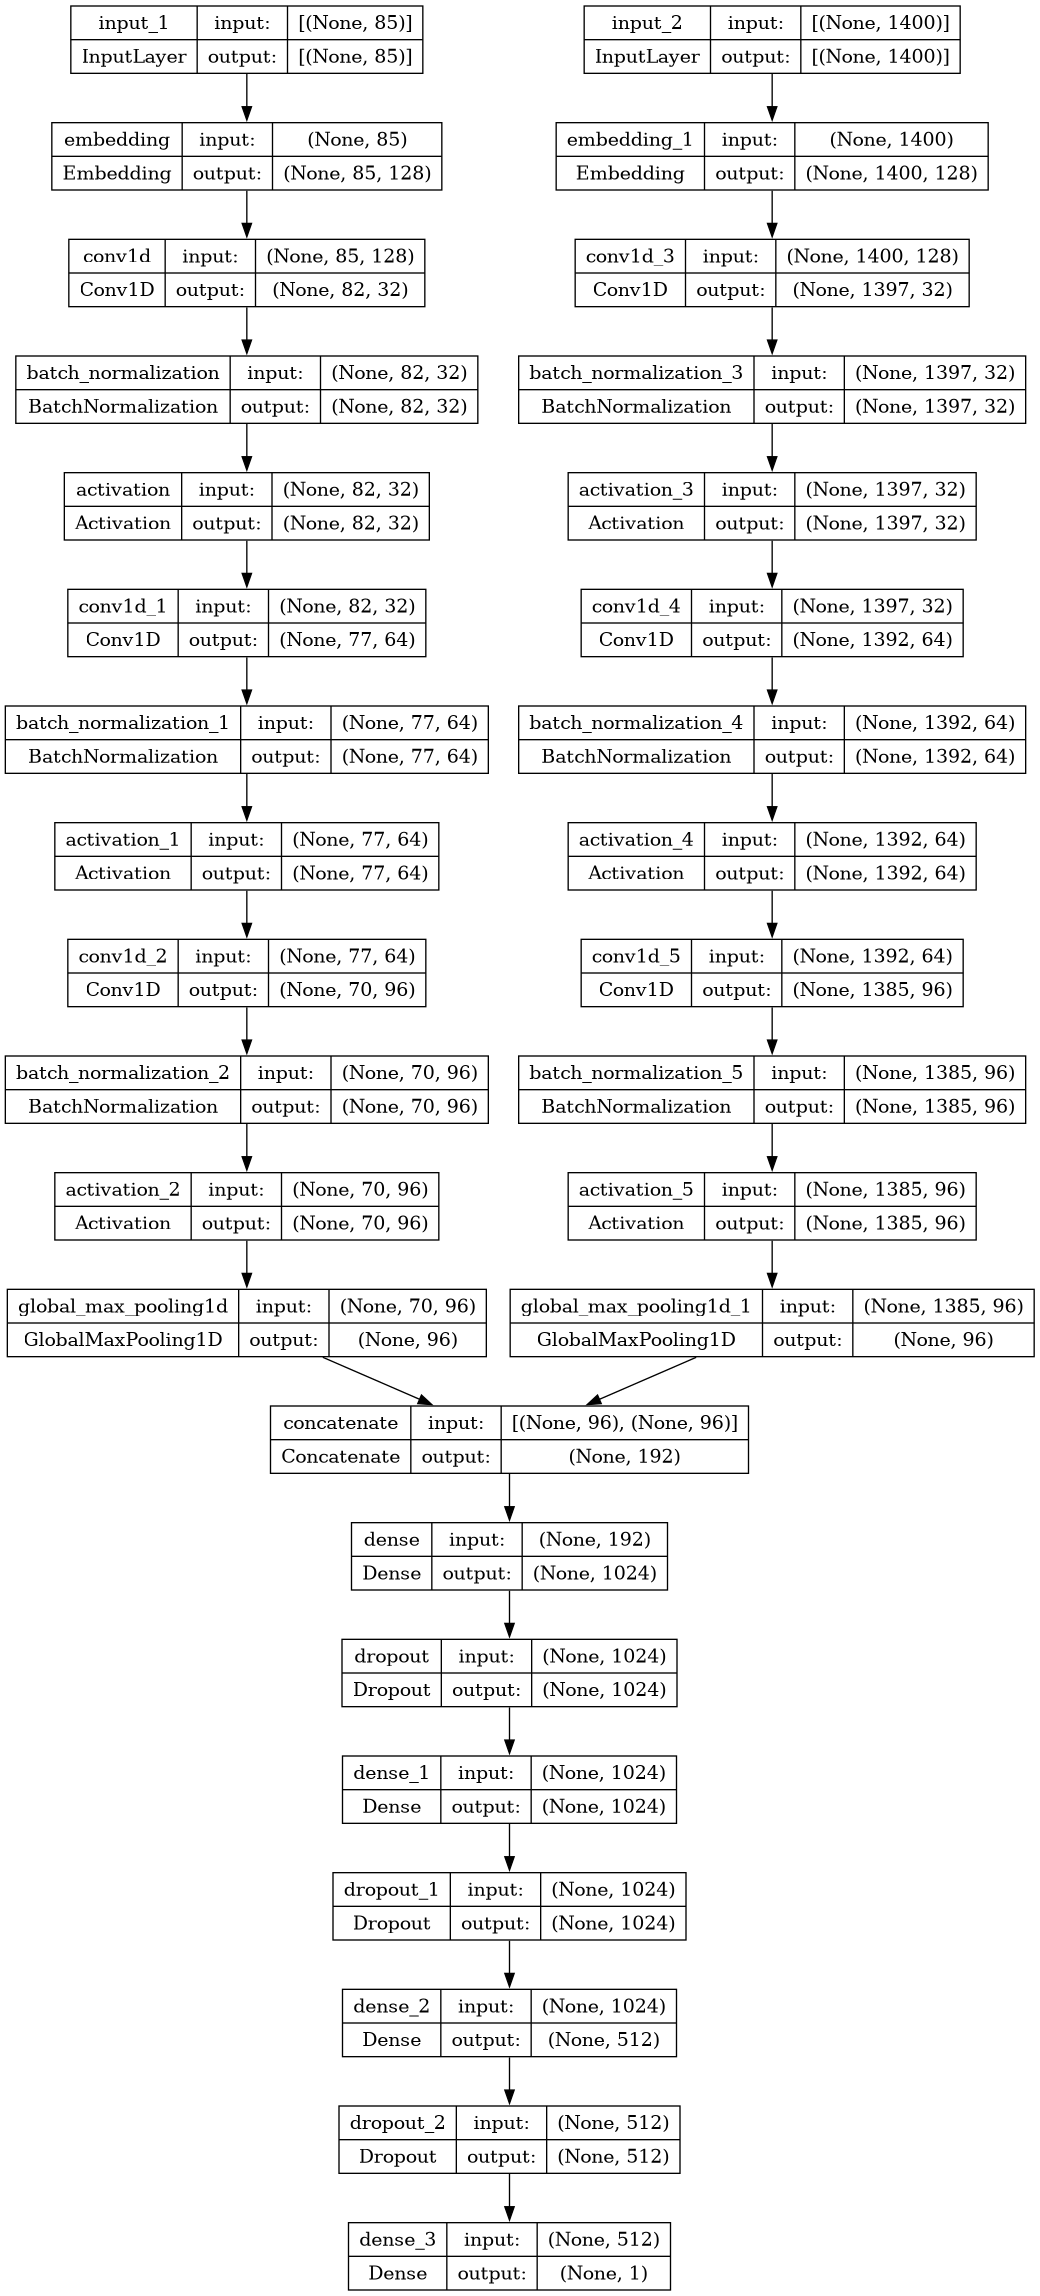 input_1 input: [(None, 85)]
InputLayer output: [(None, 85)]
input_2 input: [(None, 1400)]
InputLayer output: [(None, 1400)]
embedding input: (None, 85)
Embedding output: (None, 85, 128)
embedding_1 input: (None, 1400)
Embedding output: (None, 1400, 128)
conv1d input: (None, 85, 128)
Conv1D output: (None, 82, 32)
conv1d_3 input: (None, 1400, 128)
Conv1D output: (None, 1397, 32)
batch_normalization input: (None, 82, 32)
BatchNormalization output: (None, 82, 32)
batch_normalization_3 input: (None, 1397, 32)
BatchNormalization output: (None, 1397, 32)
activation input: (None, 82, 32)
Activation output: (None, 82, 32)
activation_3 input: (None, 1397, 32)
Activation output: (None, 1397, 32)
conv1d_1 input: (None, 82, 32)
Conv1D output: (None, 77, 64)
conv1d_4 input: (None, 1397, 32)
Conv1D output: (None, 1392, 64)
batch_normalization_1 input: (None, 77, 64)
BatchNormalization output: (None, 77, 64)
batch_normalization_4 input: (None, 1392, 64)
BatchNormalization output: (None, 1392, 64)
activation_1 input: (None, 77, 64)
Activation output: (None, 77, 64)
activation_4 input: (None, 1392, 64)
Activation output: (None, 1392, 64)
conv1d_2 input: (None, 77, 64)
Conv1D output: (None, 70, 96)
conv1d_5 input: (None, 1392, 64)
Conv1D output: (None, 1385, 96)
batch_normalization_2 input: (None, 70, 96)
BatchNormalization output: (None, 70, 96)
batch_normalization_5 input: (None, 1385, 96)
BatchNormalization output: (None, 1385, 96)
activation_2 input: (None, 70, 96)
Activation output: (None, 70, 96)
activation_5 input: (None, 1385, 96)
Activation output: (None, 1385, 96)
global_max_pooling1d input: (None, 70, 96)
GlobalMaxPooling1D output: (None, 96)
global_max_pooling1d_1 input: (None, 1385, 96)
GlobalMaxPooling1D output: (None, 96)
concatenate input: [(None, 96), (None, 96)]
Concatenate output: (None, 192)
dense input: (None, 192)
Dense output: (None, 1024)
dropout input: (None, 1024)
Dropout output: (None, 1024)
dense_1 input: (None, 1024)
Dense output: (None, 1024)
dropout_1 input: (None, 1024)
Dropout output: (None, 1024)
dense_2 input: (None, 1024)
Dense output: (None, 512)
dropout_2 input: (None, 512)
Dropout output: (None, 512)
dense_3 input: (None, 512)
Dense output: (None, 1)